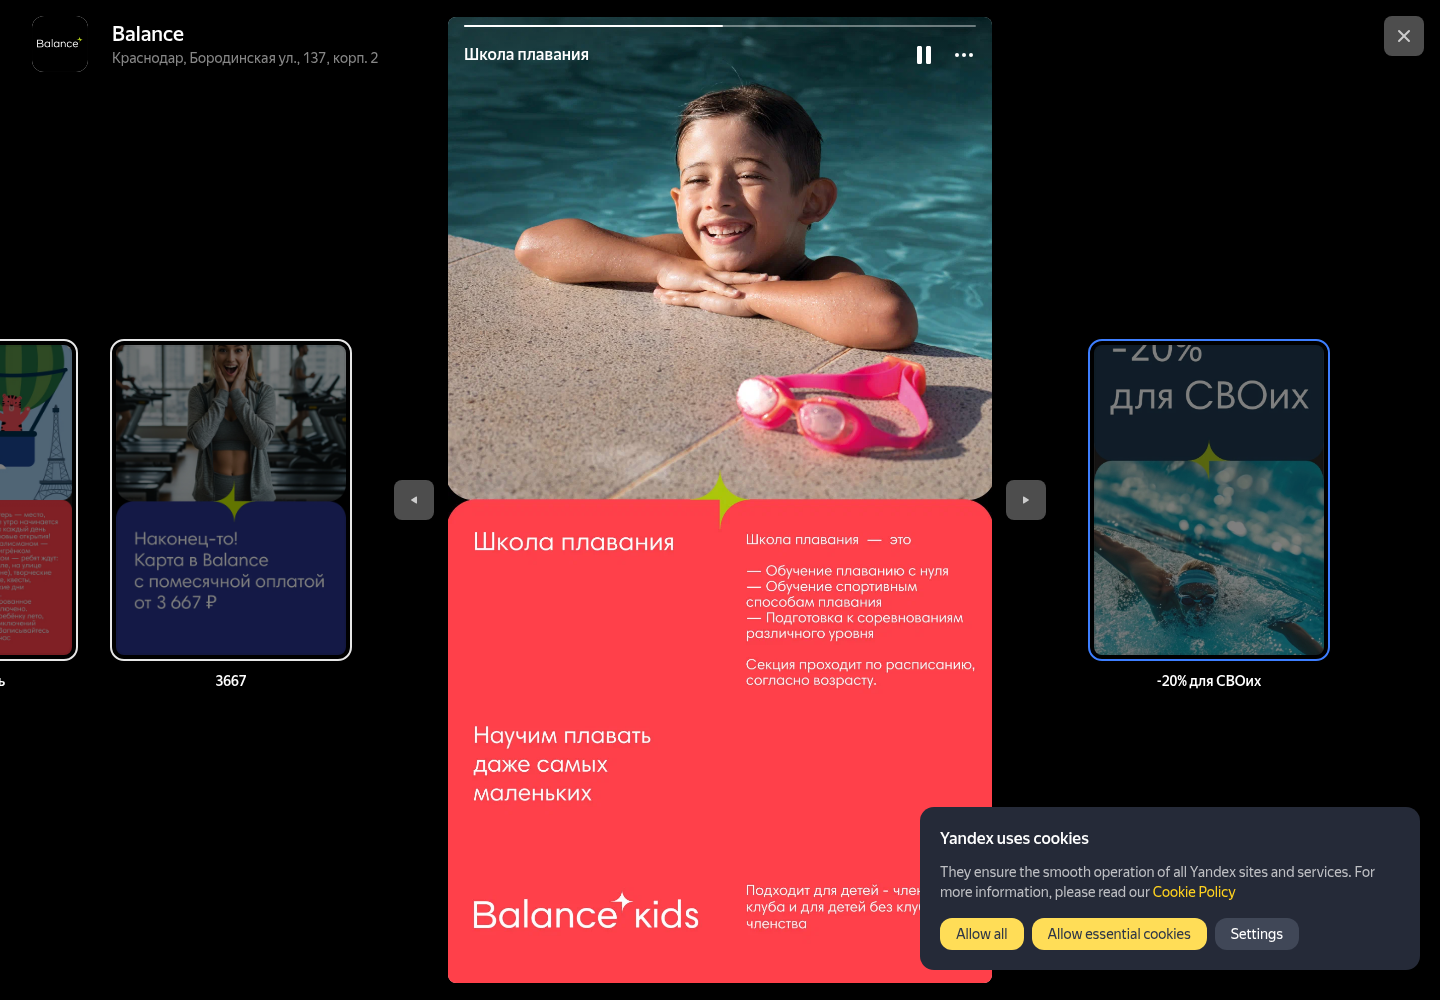 Balance
Balance
Краснодар, Бородинская ул., 137, корп. 2
Школа плавания
Наконец-то!
Карта в Balance
с помесячной оплатой
от 3 667 ₽
3667
Школа плавания
Школа плавания — это
— Обучение плаванию с нуля
— Обучение спортивным
способам плавания
— Подготовка к соревнованиям
различного уровня
Секция проходит по расписанию,
согласно возрасту.
Научим плавать
даже самых
маленьких
Balance kids
Подходит для детей -
клуба и для детей без
членства
-20%
для СВОих
-20% для СВОих
Yandex uses cookies
They ensure the smooth operation of all Yandex sites and services. For
more information, please read our Cookie Policy
Allow all
Allow essential cookies
Settings